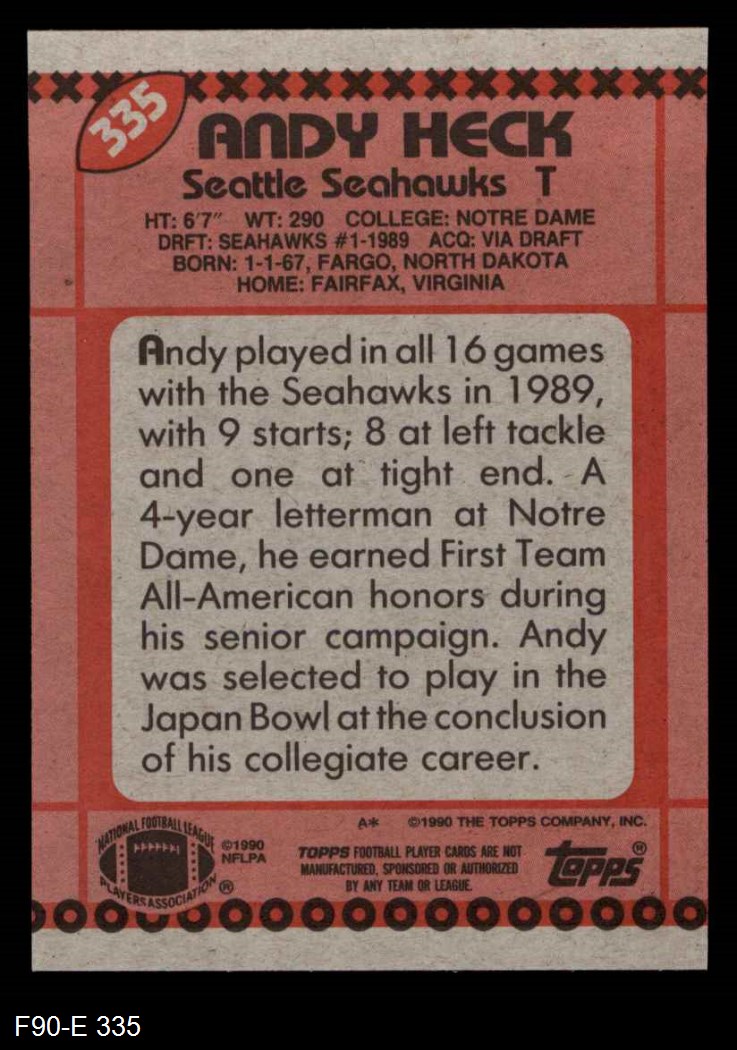 335
ANDY HECK
Seattle Seahawks T
HT: 6'7" WT: 290 COLLEGE: NOTRE DAME
DRFT: SEAHAWKS #1-1989 ACQ: VIA DRAFT
BORN: 1-1-67, FARGO, NORTH DAKOTA
HOME: FAIRFAX, VIRGINIA
Andy played in all 16 games
with the Seahawks in 1989,
with 9 starts; 8 at left tackle
and one at tight end. A
4-year letterman at Notre
Dame, he earned First Team
All-American honors during
his senior campaign. Andy
was selected to play in the
Japan Bowl at the conclusion
of his collegiate career.
A* ©1990 THE TOPPS COMPANY, INC.
NATIONAL FOOTBALL LEAGUE
PLAYERS ASSOCIATION ®
©1990
NFLPA
TOPPS FOOTBALL PLAYER CARDS ARE NOT
MANUFACTURED, SPONSORED OR AUTHORIZED
BY ANY TEAM OR LEAGUE.
topps®
F90-E 335